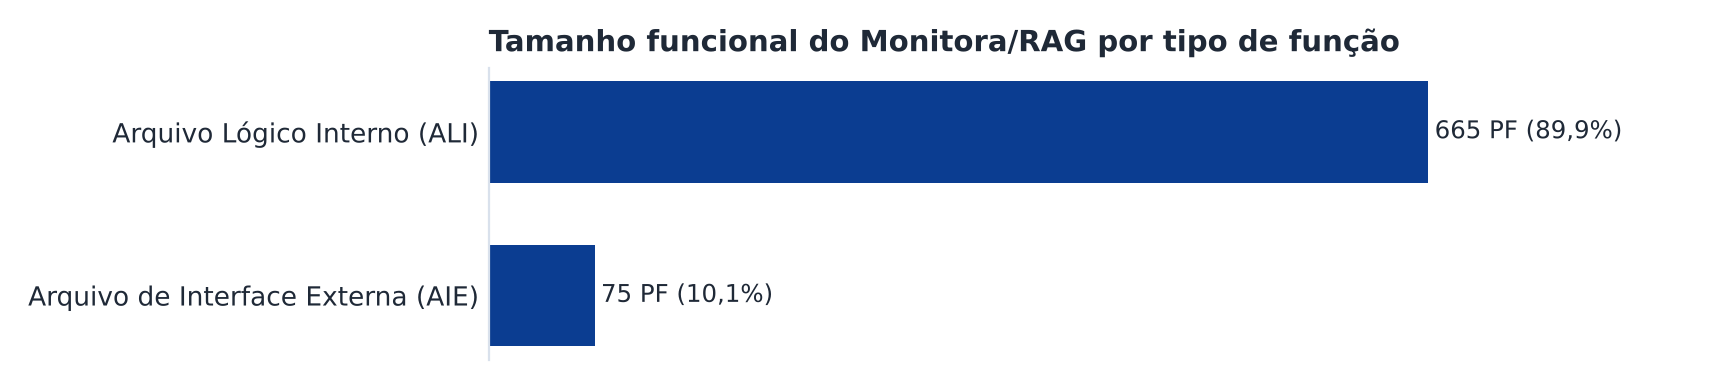 Tamanho funcional do Monitora/RAG por tipo de função
Arquivo Lógico Interno (ALI)
665 PF (89,9%)
Arquivo de Interface Externa (AIE)
75 PF (10,1%)